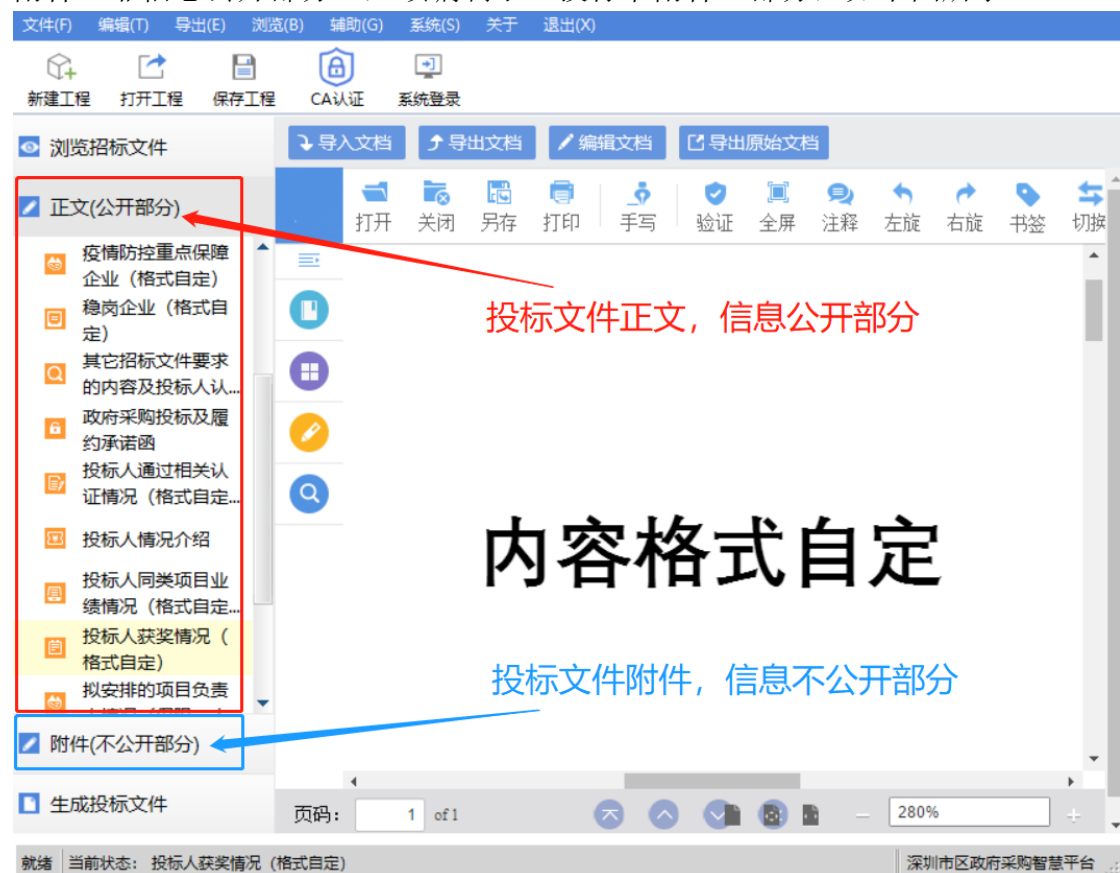 文件(F) 编辑(T) 导出(E) 浏览(B) 辅助(G) 系统(S) 关于 退出(X)
新建工程 打开工程 保存工程 CA认证 系统登录
浏览招标文件
导入文档 导出文档 编辑文档 导出原始文档
正文(公开部分)
打开 关闭 另存 打印 手写 验证 全屏 注释 左旋 右旋 书签 切换
疫情防控重点保障
企业（格式自定）
稳岗企业（格式自
定）
其它招标文件要求
的内容及投标人认...
政府采购投标及履
约承诺函
投标人通过相关认
证情况（格式自定...
投标人情况介绍
投标人同类项目业
绩情况（格式自定...
投标人获奖情况（
格式自定）
拟安排的项目负责
投标文件正文，信息公开部分
内容格式自定
投标文件附件，信息不公开部分
附件(不公开部分)
生成投标文件
页码： 1 of 1 280%
就绪 当前状态： 投标人获奖情况（格式自定） 深圳市区政府采购智慧平台